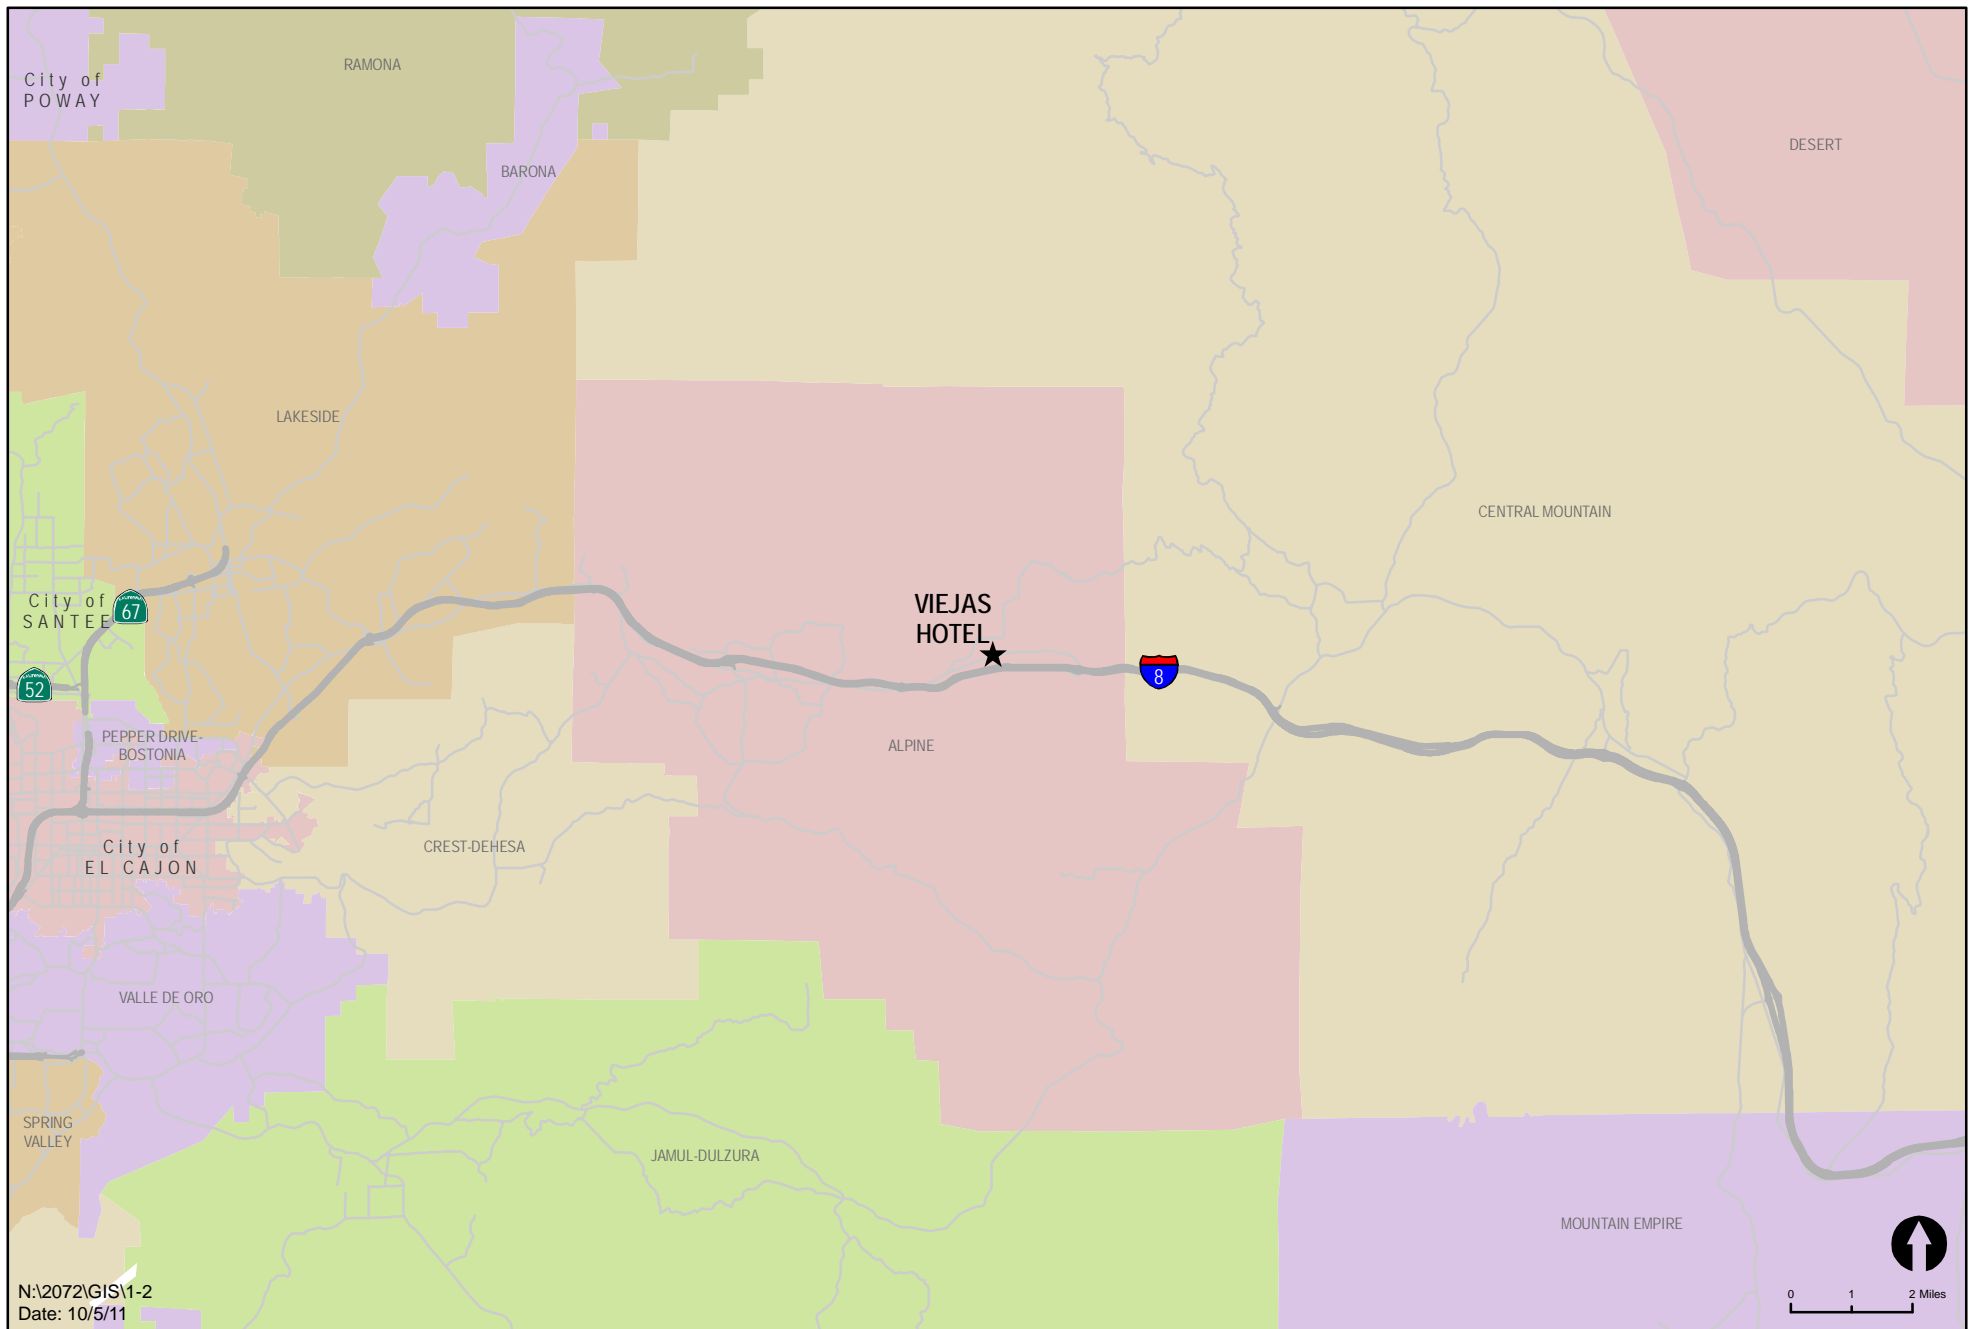 RAMONA
City of
POWAY
DESERT
BARONA
LAKESIDE
CENTRAL MOUNTAIN
City of
SANTEE
67
VIEJAS
HOTEL
52
8
PEPPER DRIVE-
BOSTONIA
ALPINE
City of
EL CAJON
CREST-DEHESA
VALLE DE ORO
SPRING
VALLEY
JAMUL-DULZURA
MOUNTAIN EMPIRE
N:\2072\GIS\1-2
Date: 10/5/11
0 1 2 Miles